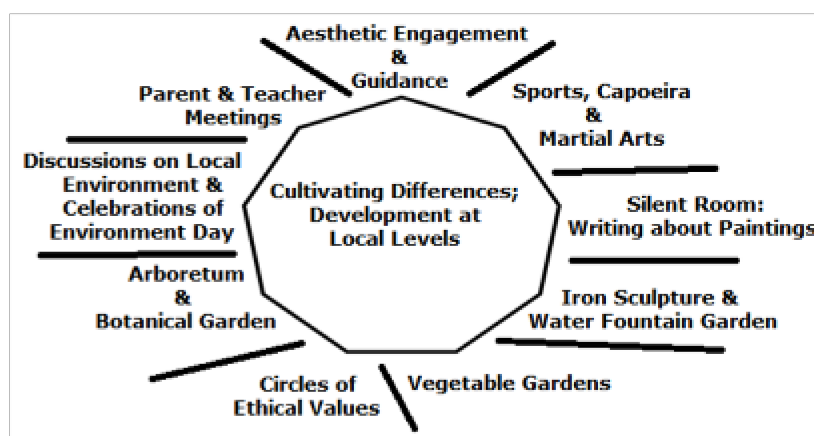 Aesthetic Engagement
&
Guidance
Sports, Capoeira
&
Martial Arts
Silent Room:
Writing about Paintings
Iron Sculpture &
Water Fountain Garden
Vegetable Gardens
Circles of
Ethical Values
Arboretum
&
Botanical Garden
Discussions on Local
Environment &
Celebrations of
Environment Day
Parent & Teacher
Meetings
Cultivating Differences;
Development at
Local Levels